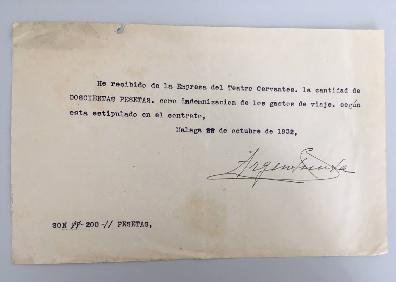 He recibido de la Empresa del Teatro Cervantes. la cantidad de
DOSCIENTAS PESETAS. como indemnizacion de los gastos de viaje. según
esta estipulado en el contrato,
Malaga 22 de octubre de 1932,
Argentinita
SON //-200-// PESETAS,